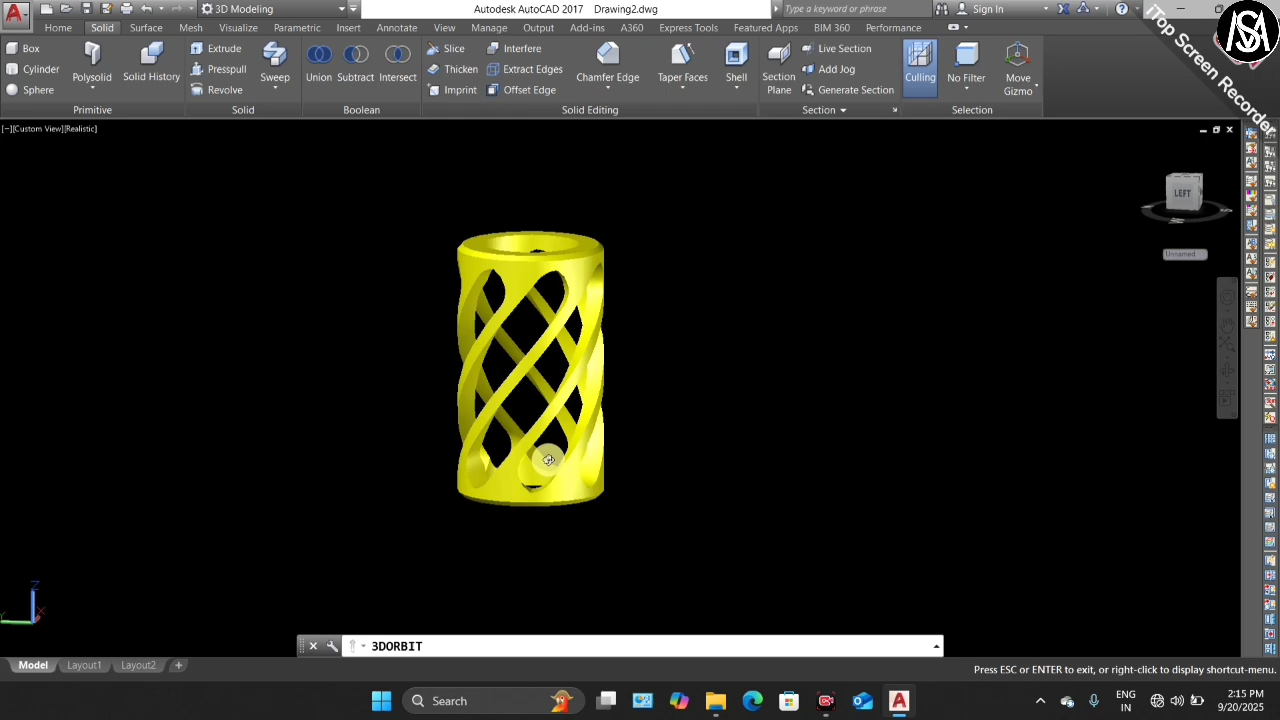 3D Modeling
Autodesk AutoCAD 2017 Drawing2.dwg
Type a keyword or phrase
Sign In
Home Solid Surface Mesh Visualize Parametric Insert Annotate View Manage Output Add-ins A360 Express Tools Featured Apps BIM 360 Performance
Box
Cylinder
Sphere
Polysolid
Solid History
Extrude
Presspull
Revolve
Sweep
Union
Subtract
Intersect
Slice
Thicken
Imprint
Interfere
Extract Edges
Offset Edge
Chamfer Edge
Taper Faces
Shell
Section
Plane
Live Section
Add Jog
Generate Section
Culling
No Filter
Move
Gizmo
Primitive
Solid
Boolean
Solid Editing
Section
Selection
iTop Screen Recorder
[−][Custom View][Realistic]
LEFT
Unnamed
Z
X
Y
3DORBIT
Model Layout1 Layout2 +
Press ESC or ENTER to exit, or right-click to display shortcut-menu.
Search
ENG
IN
2:15 PM
9/20/2025